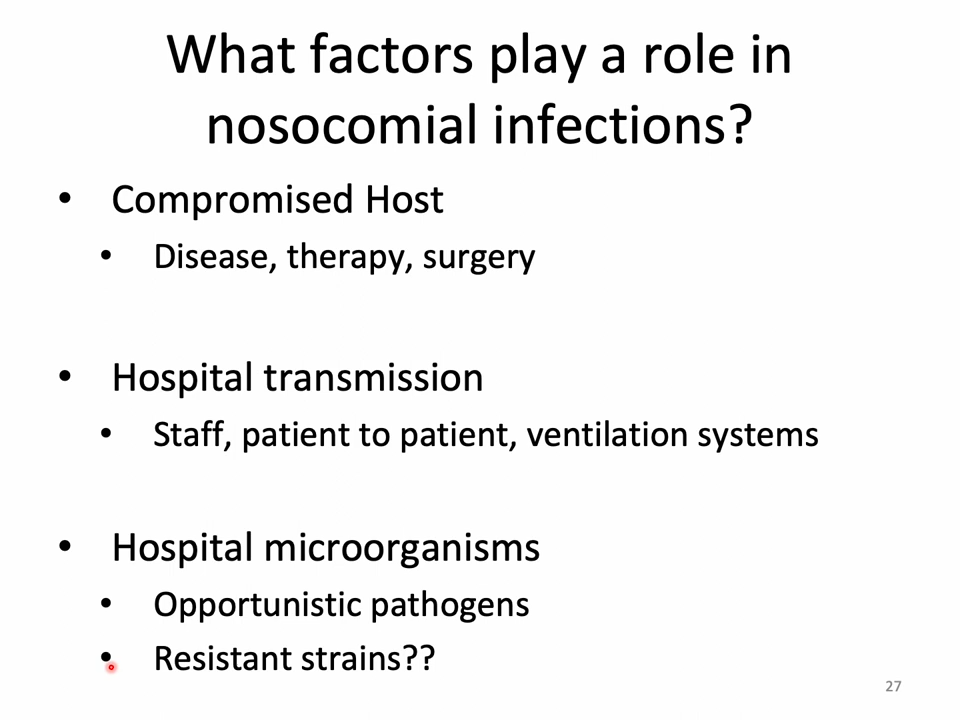 What factors play a role in
nosocomial infections?
• Compromised Host
• Disease, therapy, surgery
• Hospital transmission
• Staff, patient to patient, ventilation systems
• Hospital microorganisms
• Opportunistic pathogens
• Resistant strains??
27